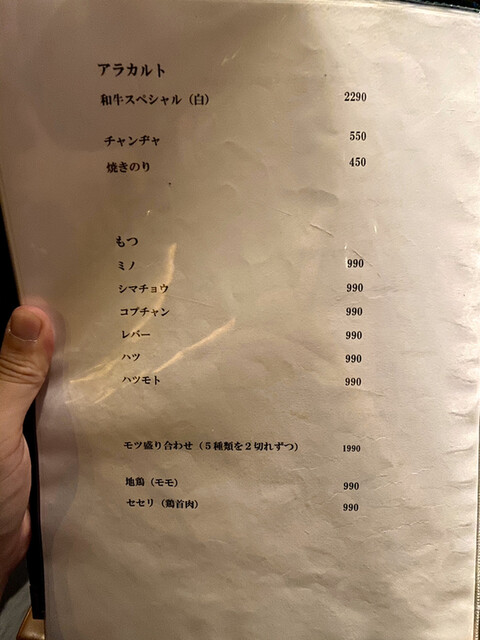 アラカルト
和牛スペシャル（白） 2290
チャンヂャ 550
焼きのり 450
もつ
ミノ 990
シマチョウ 990
コプチャン 990
レバー 990
ハツ 990
ハツモト 990
モツ盛り合わせ（５種類を２切れずつ） 1990
地鶏（モモ） 990
セセリ（鶏首肉） 990